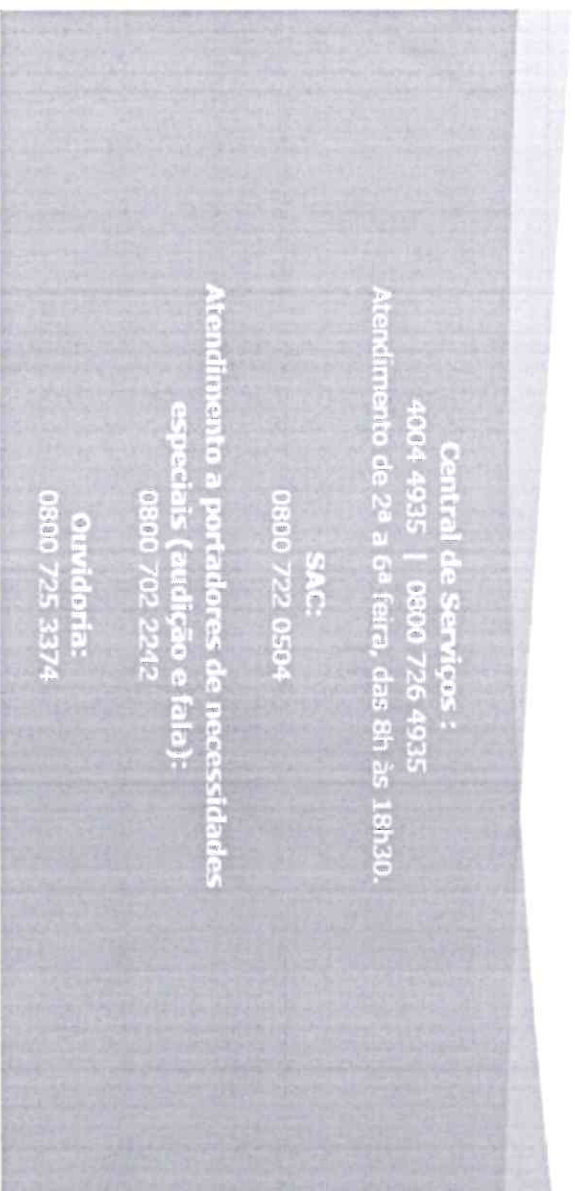 Central de Serviços :
4004 4935 | 0800 726 4935
Atendimento de 2ª a 6ª feira, das 8h às 18h30.
SAC:
0800 722 0504
Atendimento a portadores de necessidades
especiais (audição e fala):
0800 702 2242
Ouvidoria:
0800 725 3374